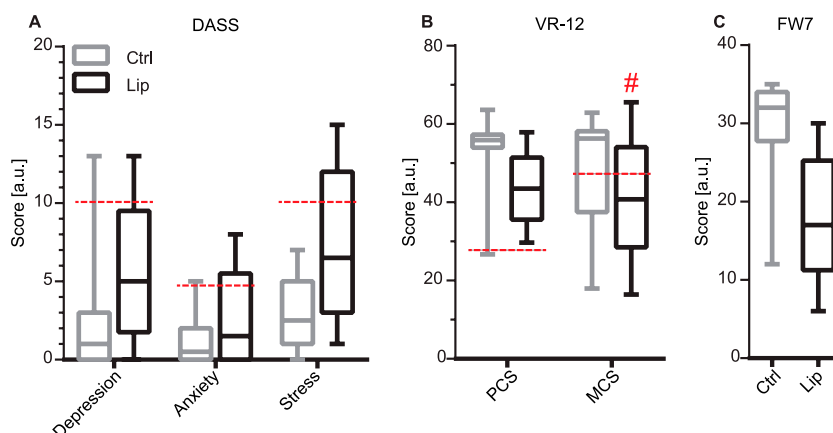 A
DASS
B
VR-12
C
FW7
Ctrl
Lip
#
Score [a.u.]
20
15
10
5
0
Depression
Anxiety
Stress
Score [a.u.]
80
60
40
20
0
PCS
MCS
Score [a.u.]
40
30
20
10
0
Ctrl
Lip